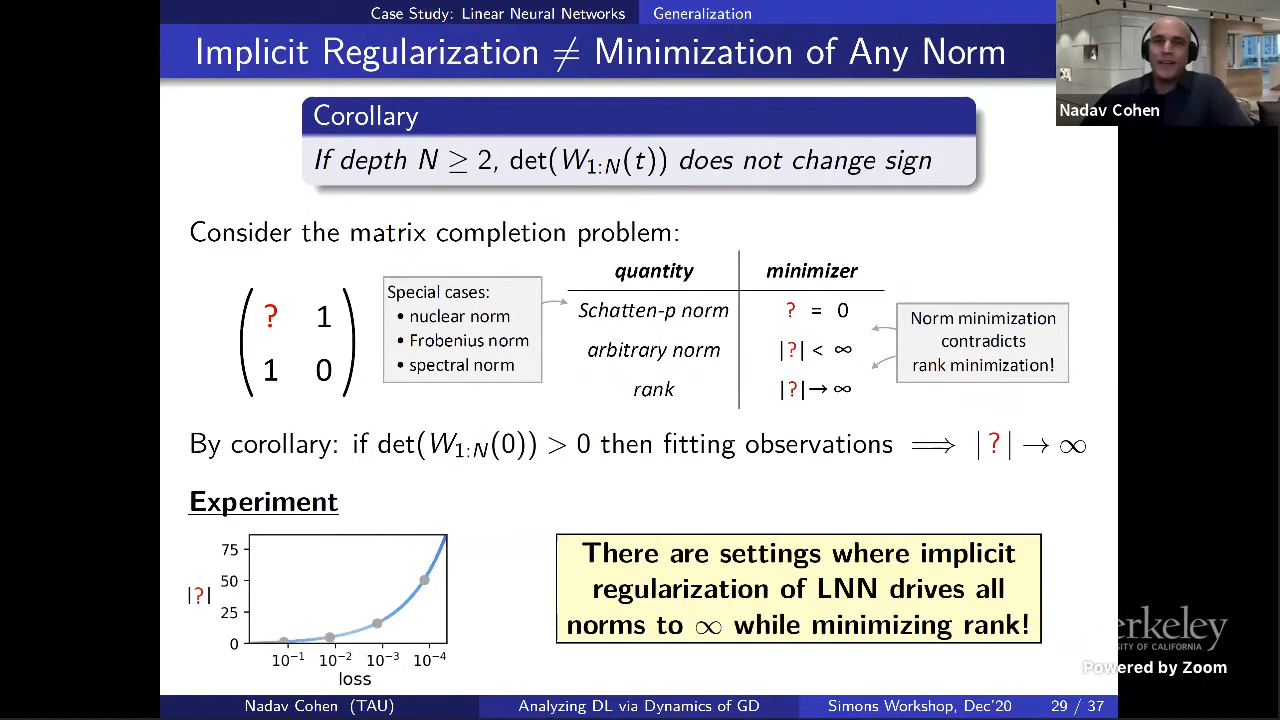 Case Study: Linear Neural Networks Generalization
Implicit Regularization ≠ Minimization of Any Norm
Nadav Cohen
Corollary
If depth N ≥ 2, det(W1:N(t)) does not change sign
Consider the matrix completion problem:
? 1
1 0
Special cases:
• nuclear norm
• Frobenius norm
• spectral norm
quantity minimizer
Schatten-p norm ? = 0
arbitrary norm |?| < ∞
rank |?| → ∞
Norm minimization
contradicts
rank minimization!
By corollary: if det(W1:N(0)) > 0 then fitting observations ⟹ |?| → ∞
Experiment
|?|
75
50
25
0
10⁻¹ 10⁻² 10⁻³ 10⁻⁴
loss
There are settings where implicit
regularization of LNN drives all
norms to ∞ while minimizing rank!
Powered by Zoom
Nadav Cohen (TAU) Analyzing DL via Dynamics of GD Simons Workshop, Dec'20 29 / 37